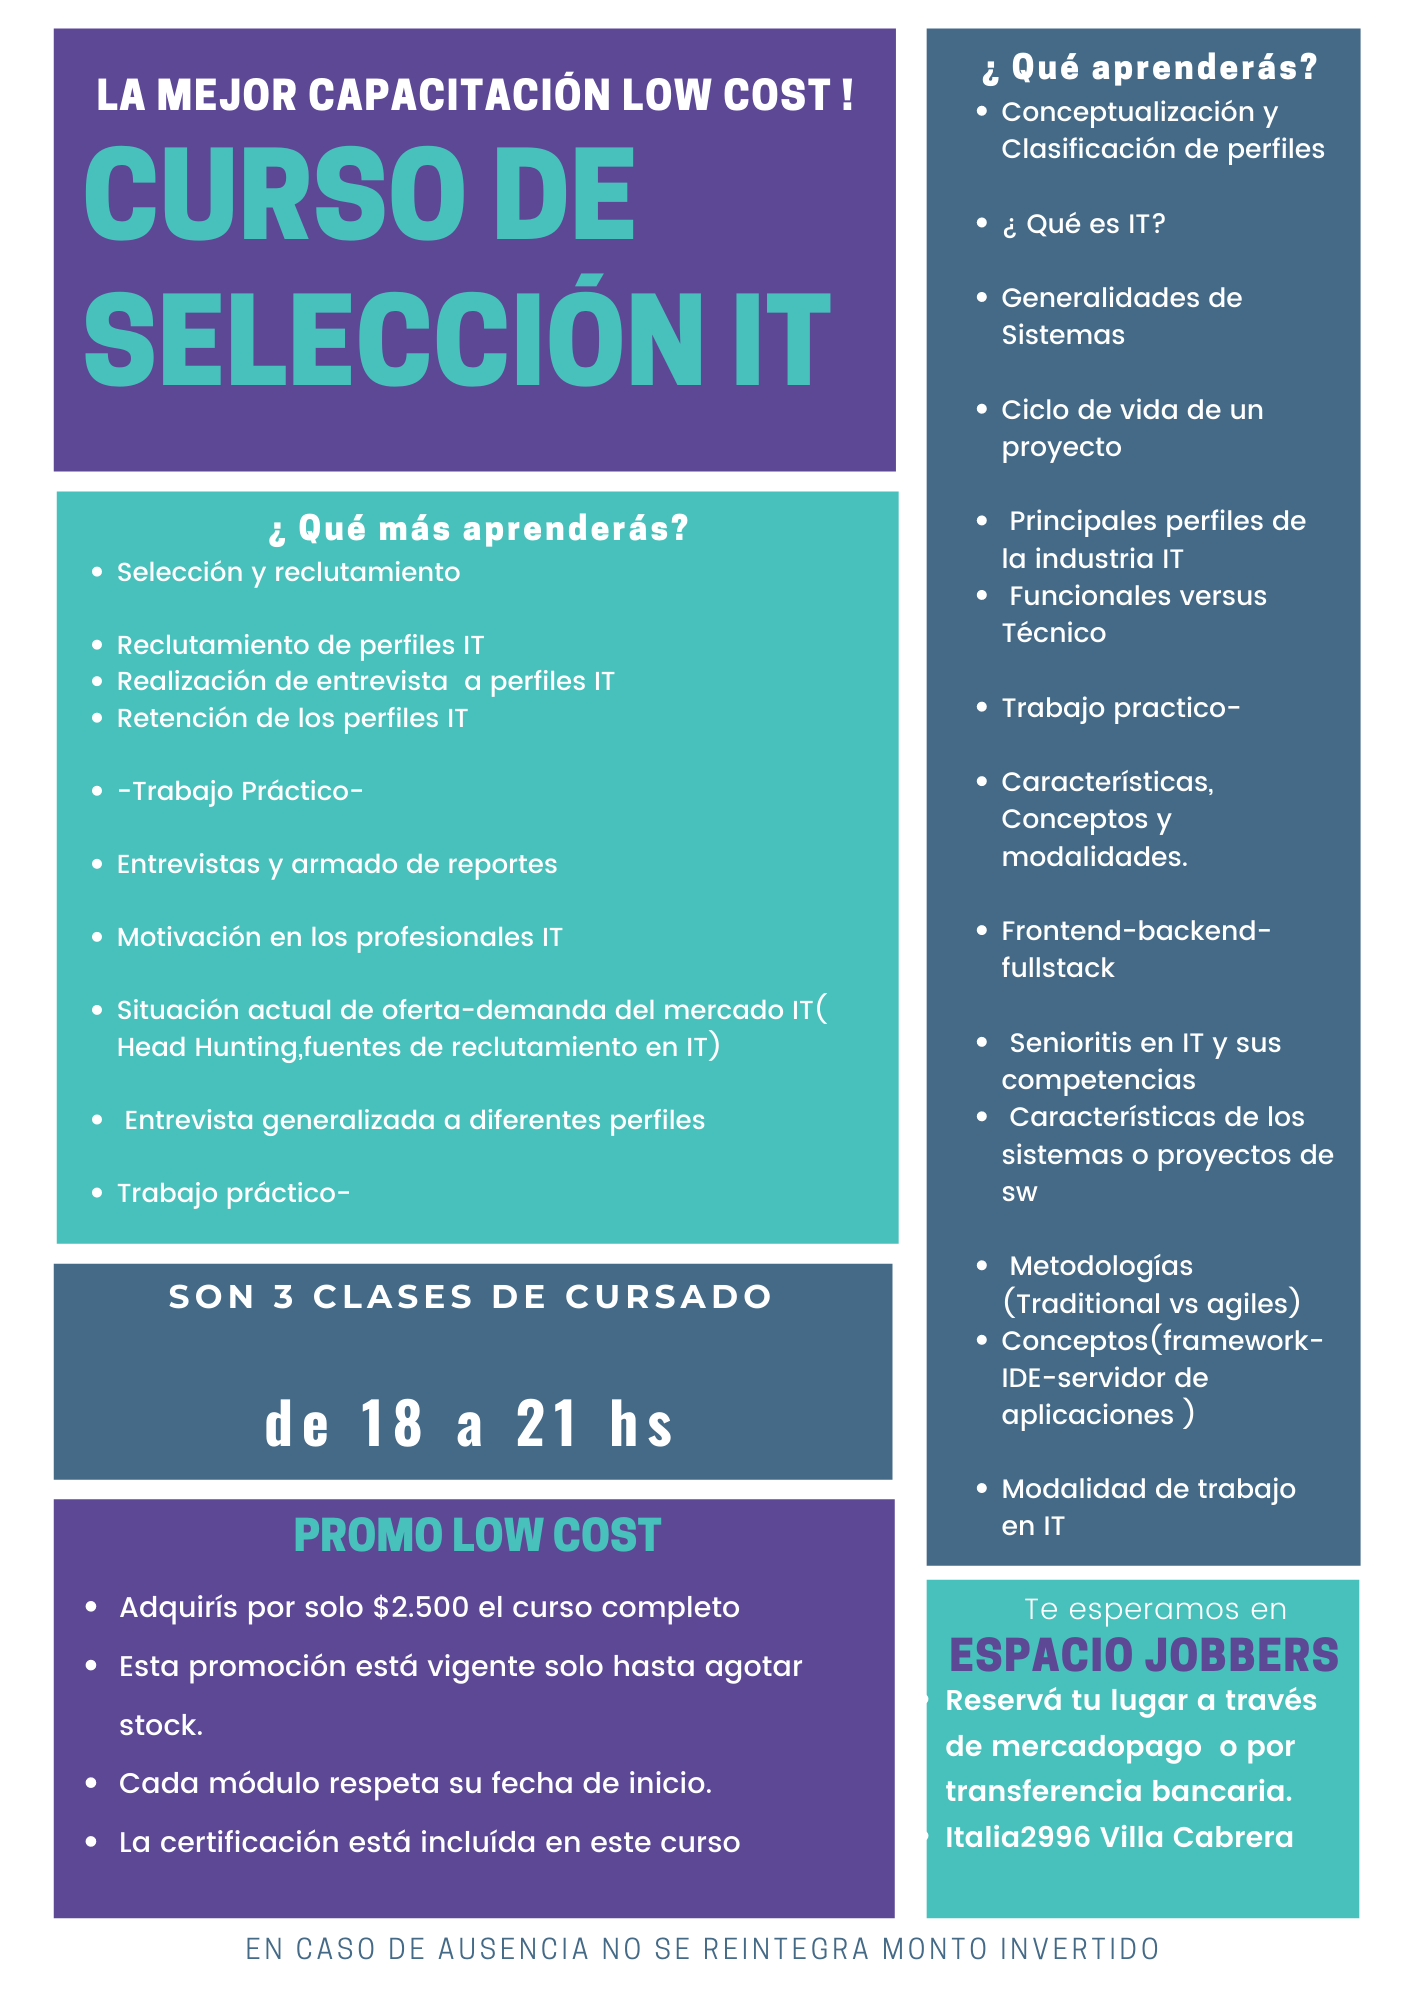 LA MEJOR CAPACITACIÓN LOW COST !
CURSO DE
SELECCIÓN IT
¿ Qué más aprenderás?
• Selección y reclutamiento
• Reclutamiento de perfiles IT
• Realización de entrevista  a perfiles IT
• Retención de los perfiles IT
• -Trabajo Práctico-
• Entrevistas y armado de reportes
• Motivación en los profesionales IT
• Situación actual de oferta-demanda del mercado IT(
Head Hunting,fuentes de reclutamiento en IT)
• Entrevista generalizada a diferentes perfiles
• Trabajo práctico-
SON 3 CLASES DE CURSADO
de 18 a 21 hs
PROMO LOW COST
• Adquirís por solo $2.500 el curso completo
• Esta promoción está vigente solo hasta agotar
stock.
• Cada módulo respeta su fecha de inicio.
• La certificación está incluída en este curso
¿ Qué aprenderás?
• Conceptualización y
Clasificación de perfiles
• ¿ Qué es IT?
• Generalidades de
Sistemas
• Ciclo de vida de un
proyecto
• Principales perfiles de
la industria IT
• Funcionales versus
Técnico
• Trabajo practico-
• Características,
Conceptos y
modalidades.
• Frontend-backend-
fullstack
• Senioritis en IT y sus
competencias
• Características de los
sistemas o proyectos de
sw
• Metodologías
(Traditional vs agiles)
• Conceptos(framework-
IDE-servidor de
aplicaciones )
• Modalidad de trabajo
en IT
Te esperamos en
ESPACIO JOBBERS
• Reservá tu lugar a través
de mercadopago  o por
transferencia bancaria.
• Italia2996 Villa Cabrera
EN CASO DE AUSENCIA NO SE REINTEGRA MONTO INVERTIDO